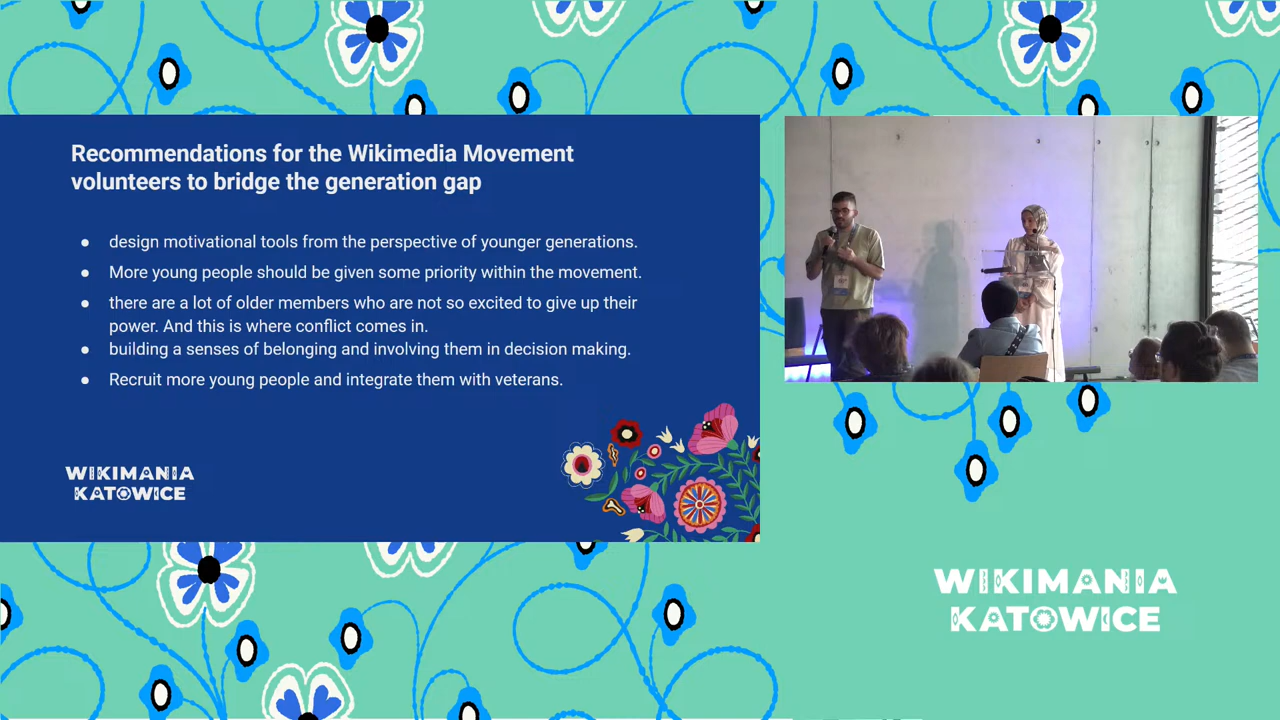 Recommendations for the Wikimedia Movement
volunteers to bridge the generation gap
● design motivational tools from the perspective of younger generations.
● More young people should be given some priority within the movement.
● there are a lot of older members who are not so excited to give up their
power. And this is where conflict comes in.
● building a senses of belonging and involving them in decision making.
● Recruit more young people and integrate them with veterans.
WIKIMANIA
KATOWICE
WIKIMANIA
KATOWICE